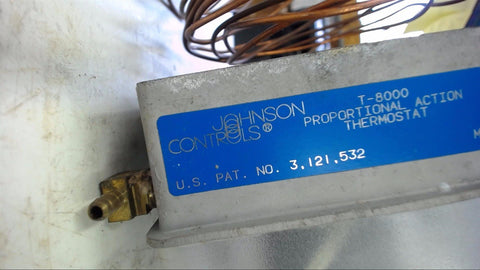 JOHNSON
CONTROLS®
T-8000
PROPORTIONAL ACTION
THERMOSTAT
U.S. PAT. NO. 3,121,532
M